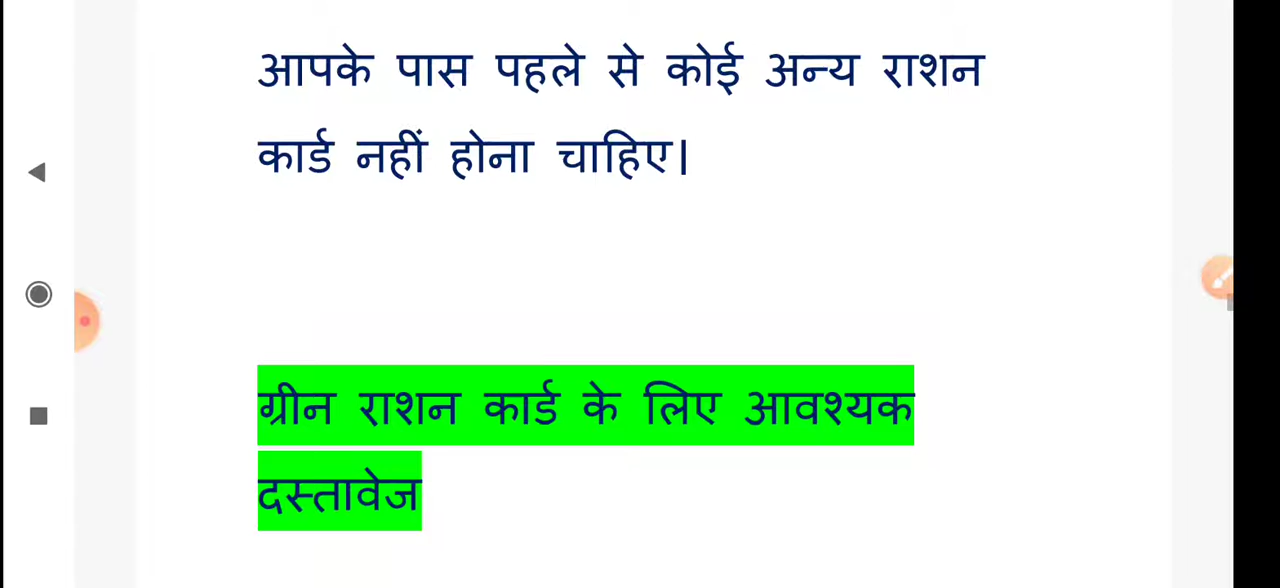 आपके पास पहले से कोई अन्य राशन
कार्ड नहीं होना चाहिए।
ग्रीन राशन कार्ड के लिए आवश्यक
दस्तावेज